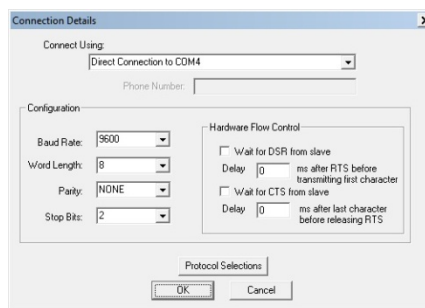 Connection Details
Connect Using:
Direct Connection to COM4
Phone Number:
Configuration
Baud Rate:
9600
Word Length:
8
Parity:
NONE
Stop Bits:
2
Hardware Flow Control
Wait for DSR from slave
Delay 0 ms after RTS before
transmitting first character
Wait for CTS from slave
Delay 0 ms after last character
before releasing RTS
Protocol Selections
OK
Cancel